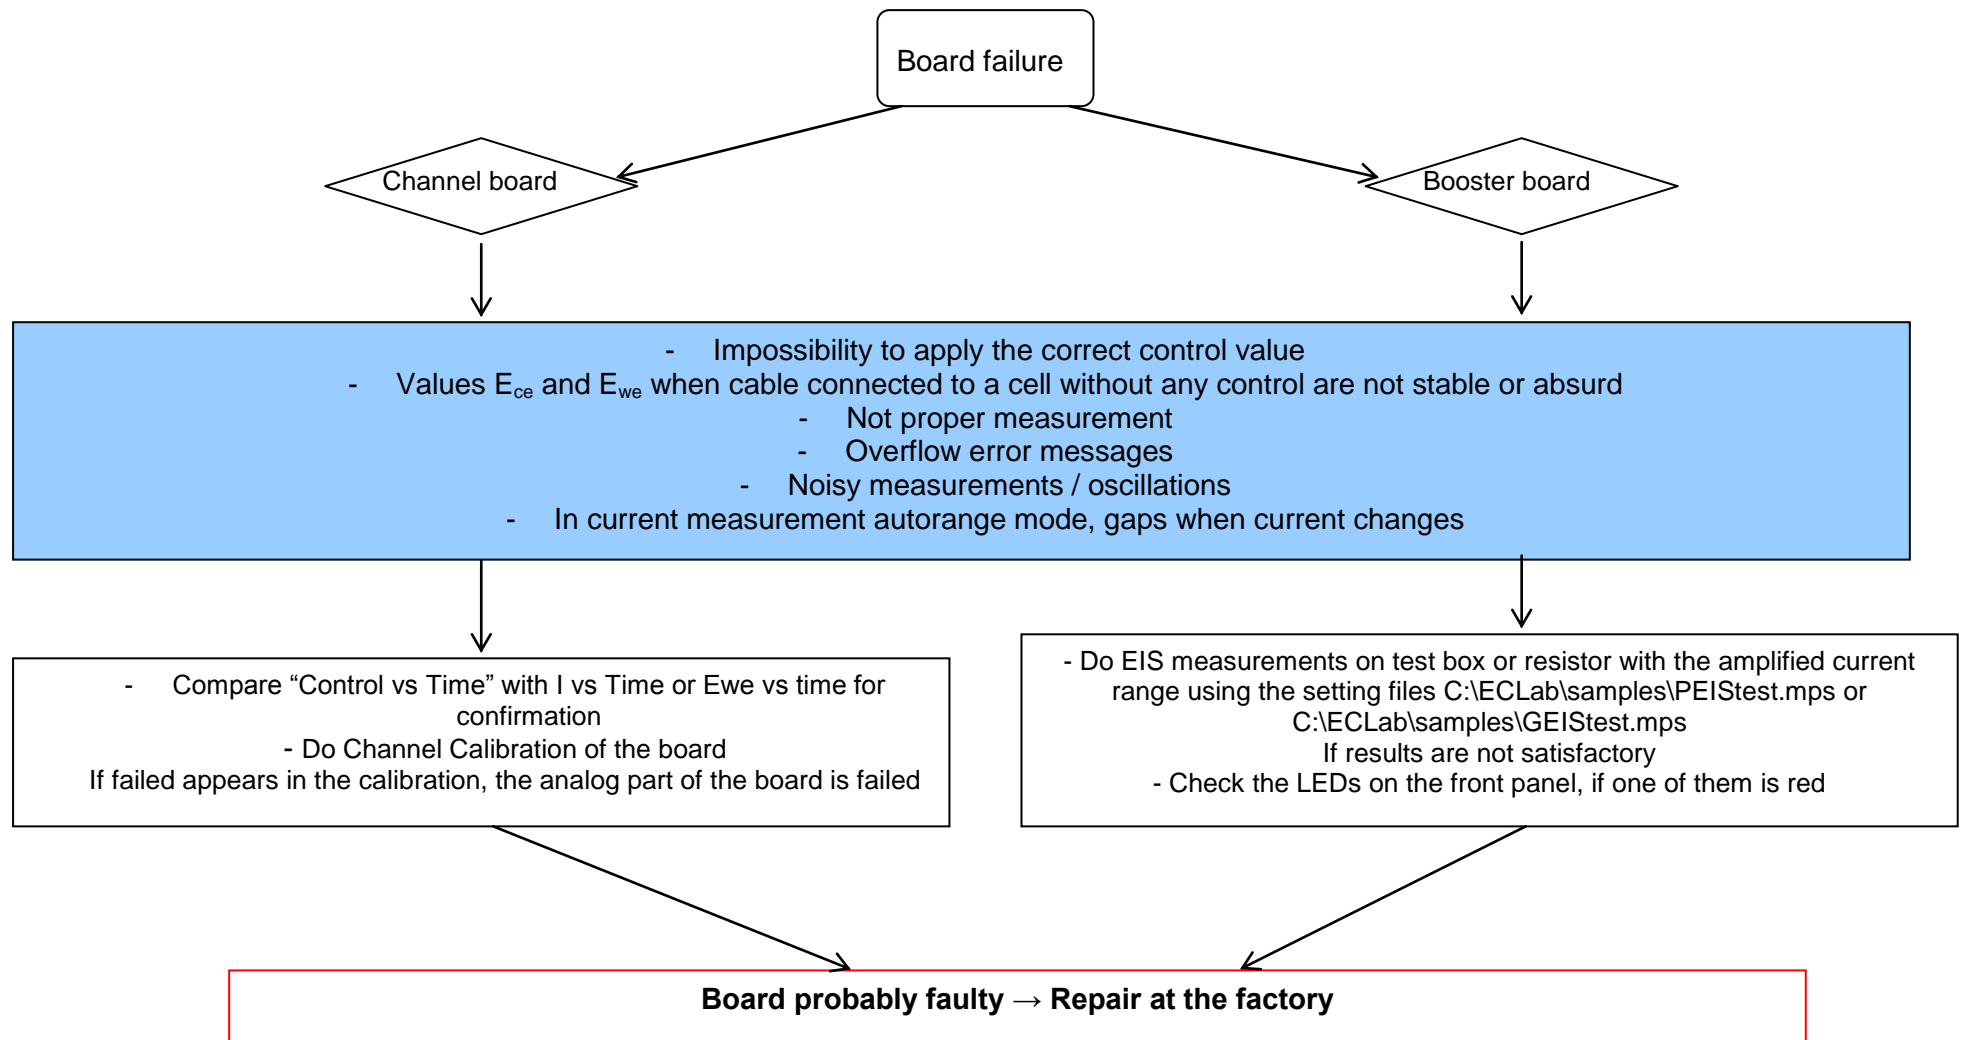 Board failure
Channel board
Booster board
- Impossibility to apply the correct control value
- Values Ece and Ewe when cable connected to a cell without any control are not stable or absurd
- Not proper measurement
- Overflow error messages
- Noisy measurements / oscillations
- In current measurement autorange mode, gaps when current changes
- Compare “Control vs Time” with I vs Time or Ewe vs time for
confirmation
- Do Channel Calibration of the board
If failed appears in the calibration, the analog part of the board is failed
- Do EIS measurements on test box or resistor with the amplified current
range using the setting files C:\ECLab\samples\PEIStest.mps or
C:\ECLab\samples\GEIStest.mps
If results are not satisfactory
- Check the LEDs on the front panel, if one of them is red
Board probably faulty → Repair at the factory